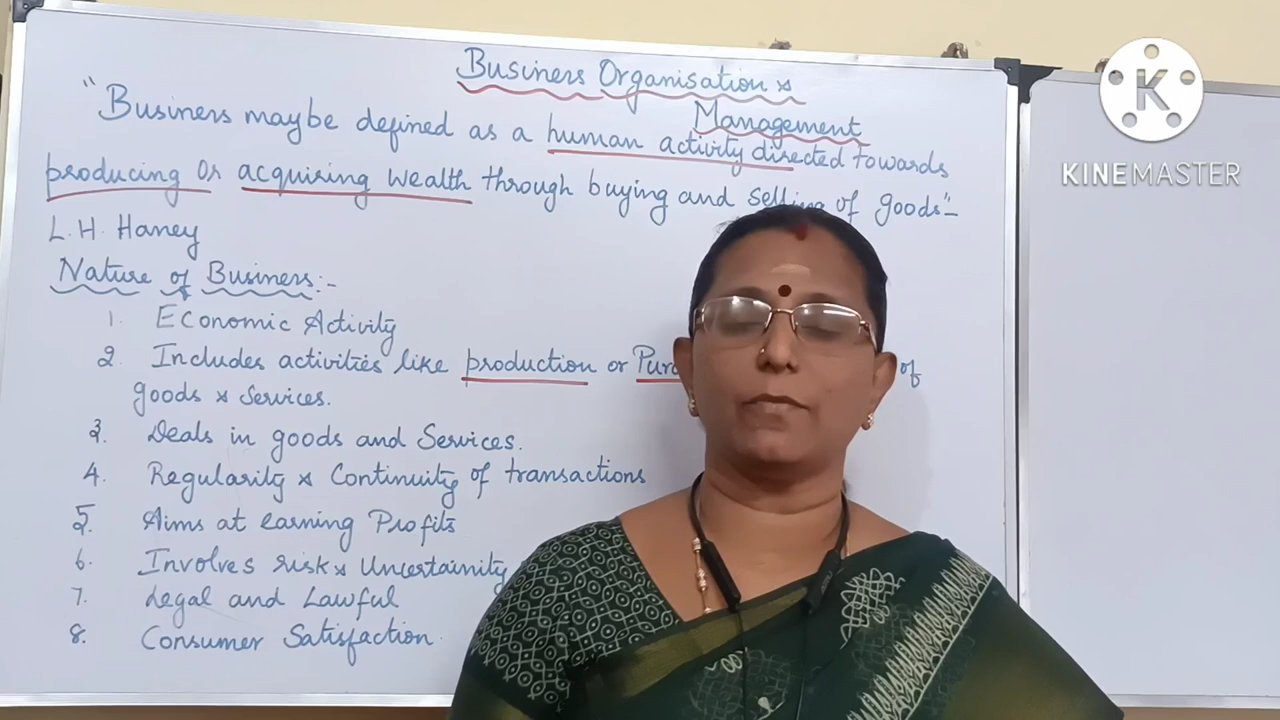 Business Organisation &
Management
"Business maybe defined as a human activity directed towards
producing or acquiring wealth through buying and selling of goods"-
L.H. Haney
Nature of Business:-
1. Economic Activity
2. Includes activities like production or of
goods & Services.
3. Deals in goods and Services.
4. Regularity & Continuity of transactions
5. Aims at earning Profits
6. Involves risk & Uncertainity
7. Legal and Lawful
8. Consumer Satisfaction
K
KINEMASTER